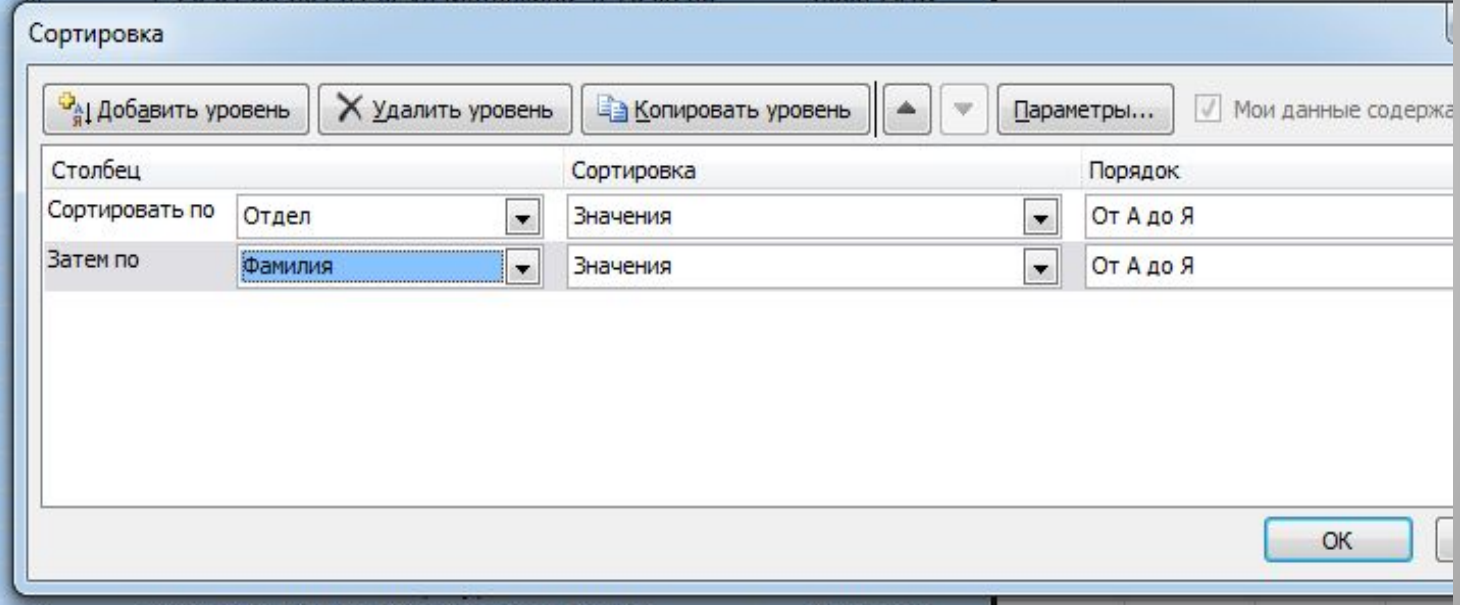 Сортировка
Добавить уровень Удалить уровень Копировать уровень Параметры... Мои данные содержа
Столбец Сортировка Порядок
Сортировать по Отдел Значения От А до Я
Затем по Фамилия Значения От А до Я
ОК